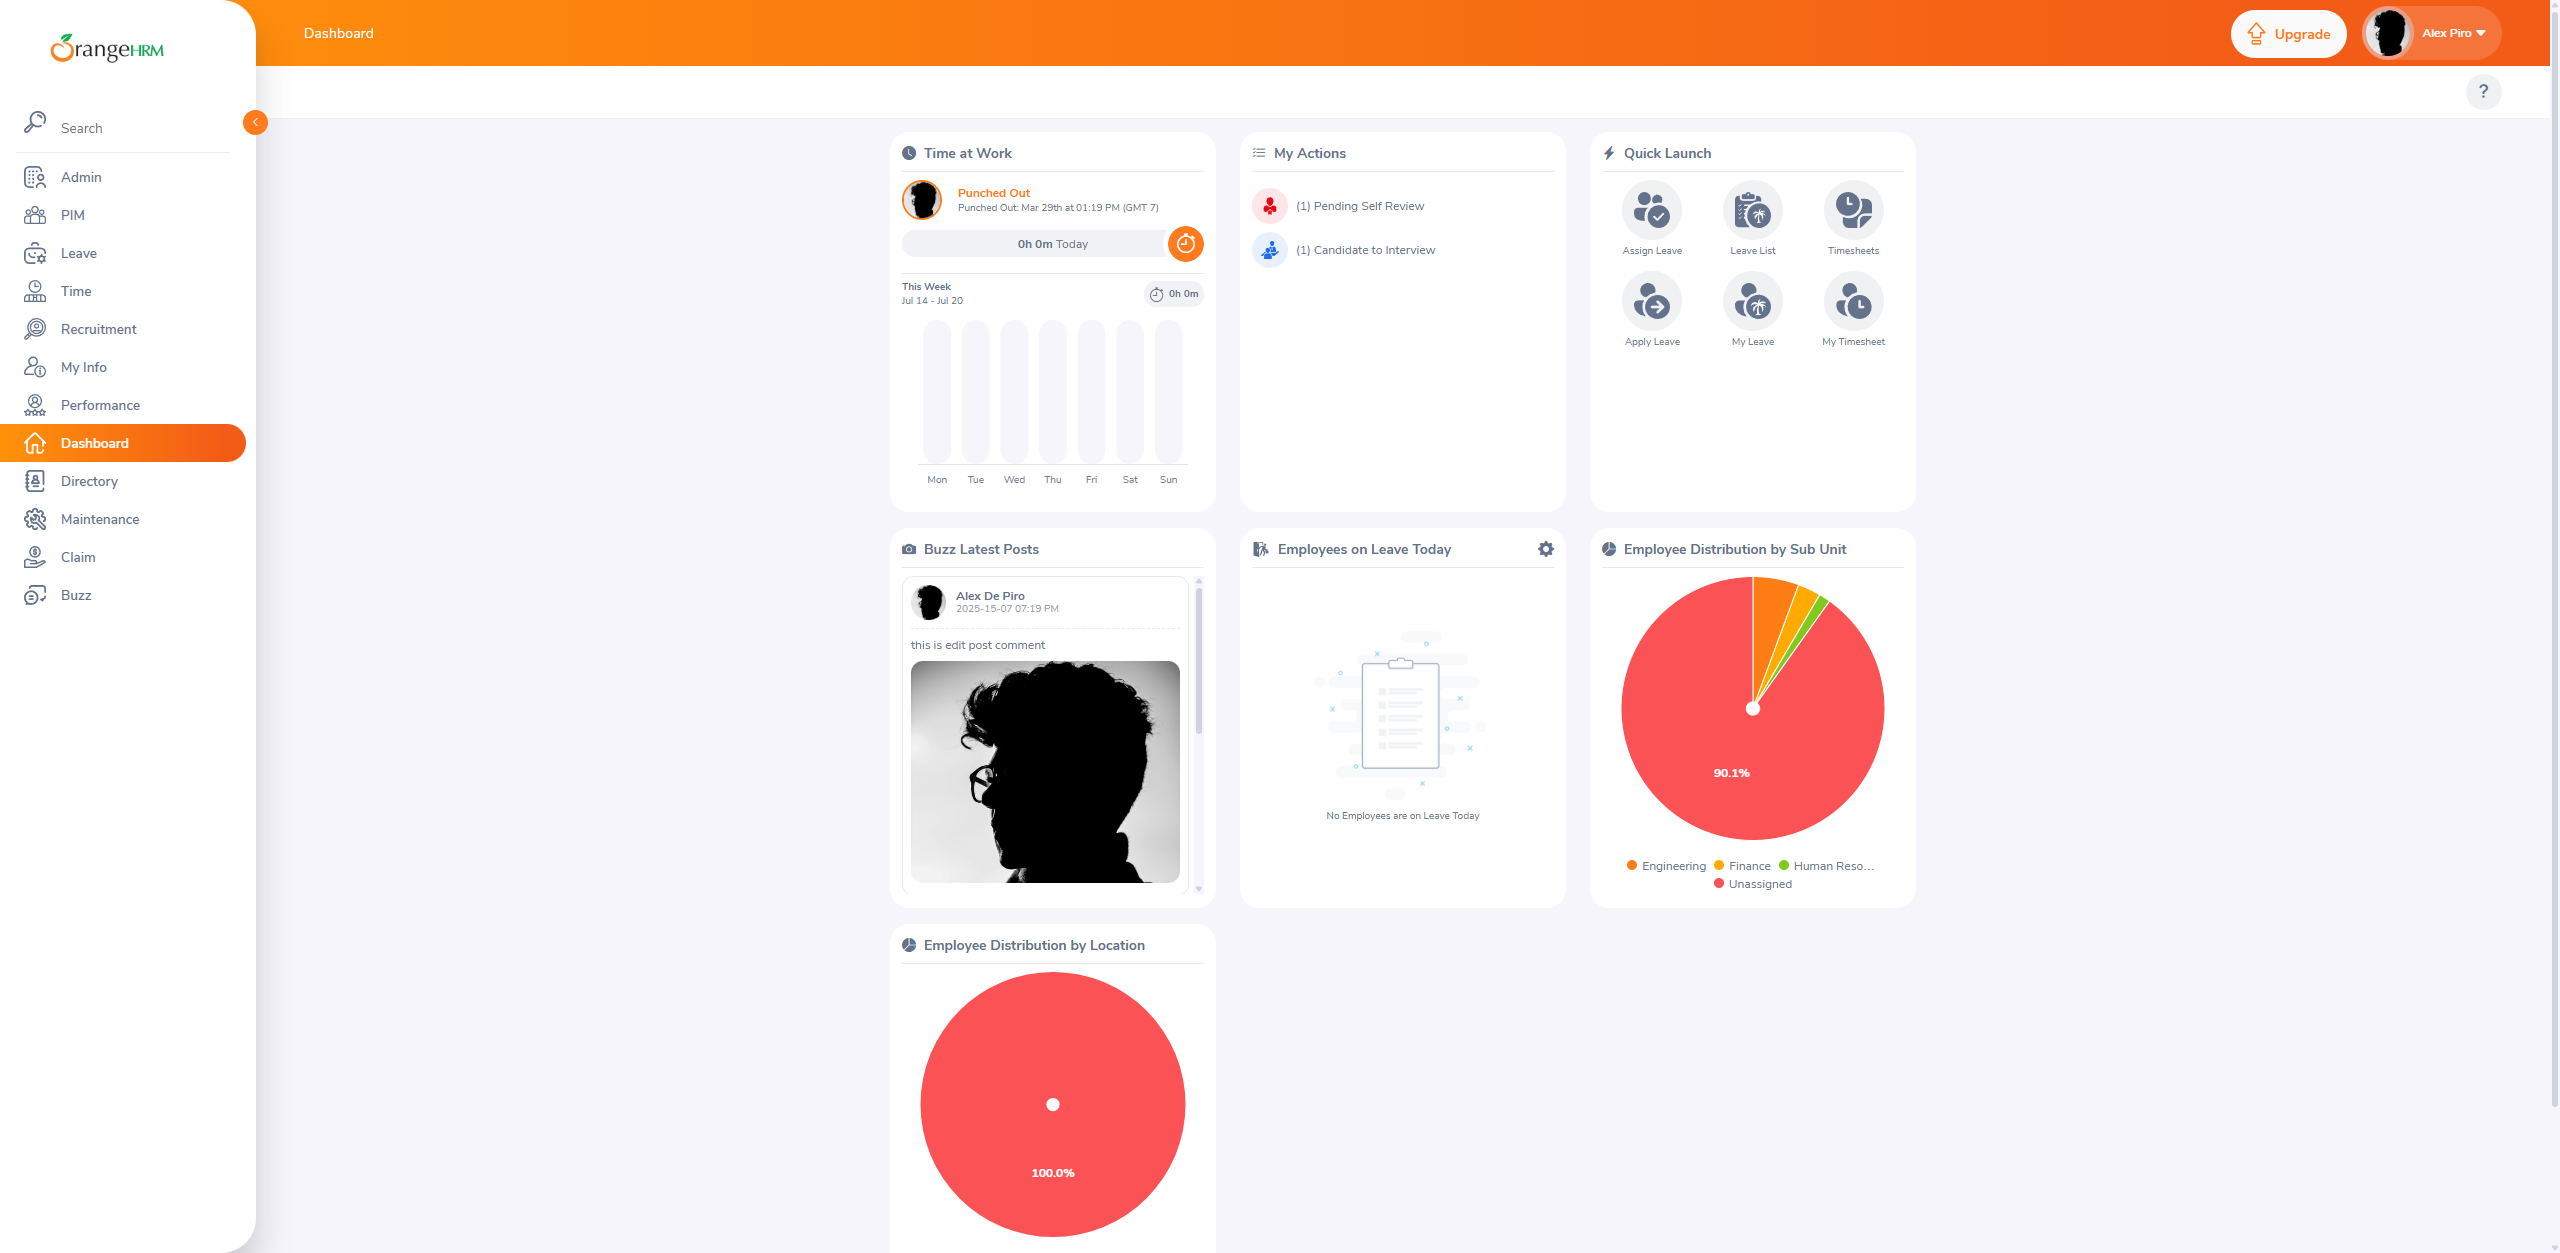 OrangeHRM
Dashboard
Upgrade
Alex Piro
?
Search
Admin
PIM
Leave
Time
Recruitment
My Info
Performance
Dashboard
Directory
Maintenance
Claim
Buzz
Time at Work
Punched Out
Punched Out: Mar 29th at 01:19 PM (GMT 7)
0h 0m Today
This Week
Jul 14 - Jul 20
0h 0m
Mon Tue Wed Thu Fri Sat Sun
My Actions
(1) Pending Self Review
(1) Candidate to Interview
Quick Launch
Assign Leave Leave List Timesheets
Apply Leave My Leave My Timesheet
Buzz Latest Posts
Alex De Piro
2025-15-07 07:19 PM
this is edit post comment
Employees on Leave Today
No Employees are on Leave Today
Employee Distribution by Sub Unit
90.1%
Engineering Finance Human Reso...
Unassigned
Employee Distribution by Location
100.0%